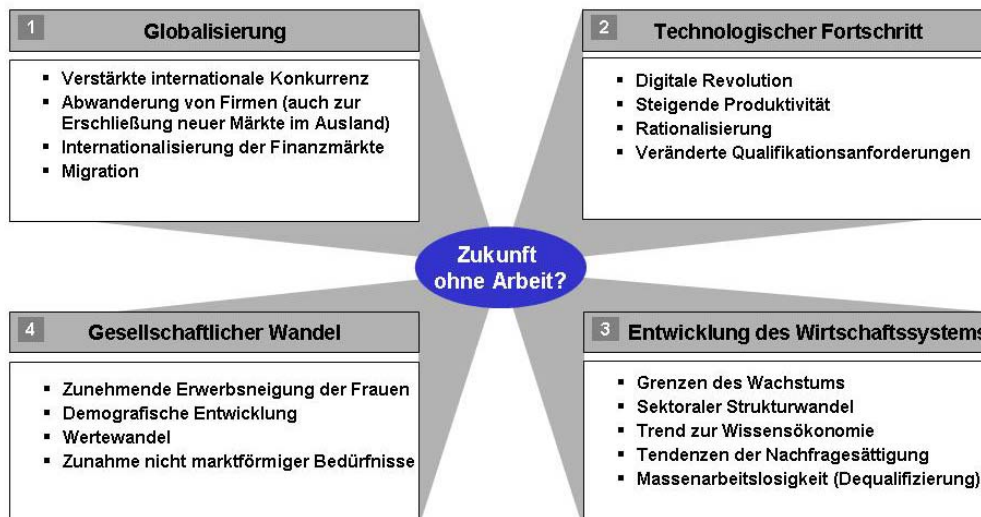 1 Globalisierung
▪ Verstärkte internationale Konkurrenz
▪ Abwanderung von Firmen (auch zur
Erschließung neuer Märkte im Ausland)
▪ Internationalisierung der Finanzmärkte
▪ Migration
2 Technologischer Fortschritt
▪ Digitale Revolution
▪ Steigende Produktivität
▪ Rationalisierung
▪ Veränderte Qualifikationsanforderungen
Zukunft
ohne Arbeit?
4 Gesellschaftlicher Wandel
▪ Zunehmende Erwerbsneigung der Frauen
▪ Demografische Entwicklung
▪ Wertewandel
▪ Zunahme nicht marktförmiger Bedürfnisse
3 Entwicklung des Wirtschaftssystems
▪ Grenzen des Wachstums
▪ Sektoraler Strukturwandel
▪ Trend zur Wissensökonomie
▪ Tendenzen der Nachfragesättigung
▪ Massenarbeitslosigkeit (Dequalifizierung)